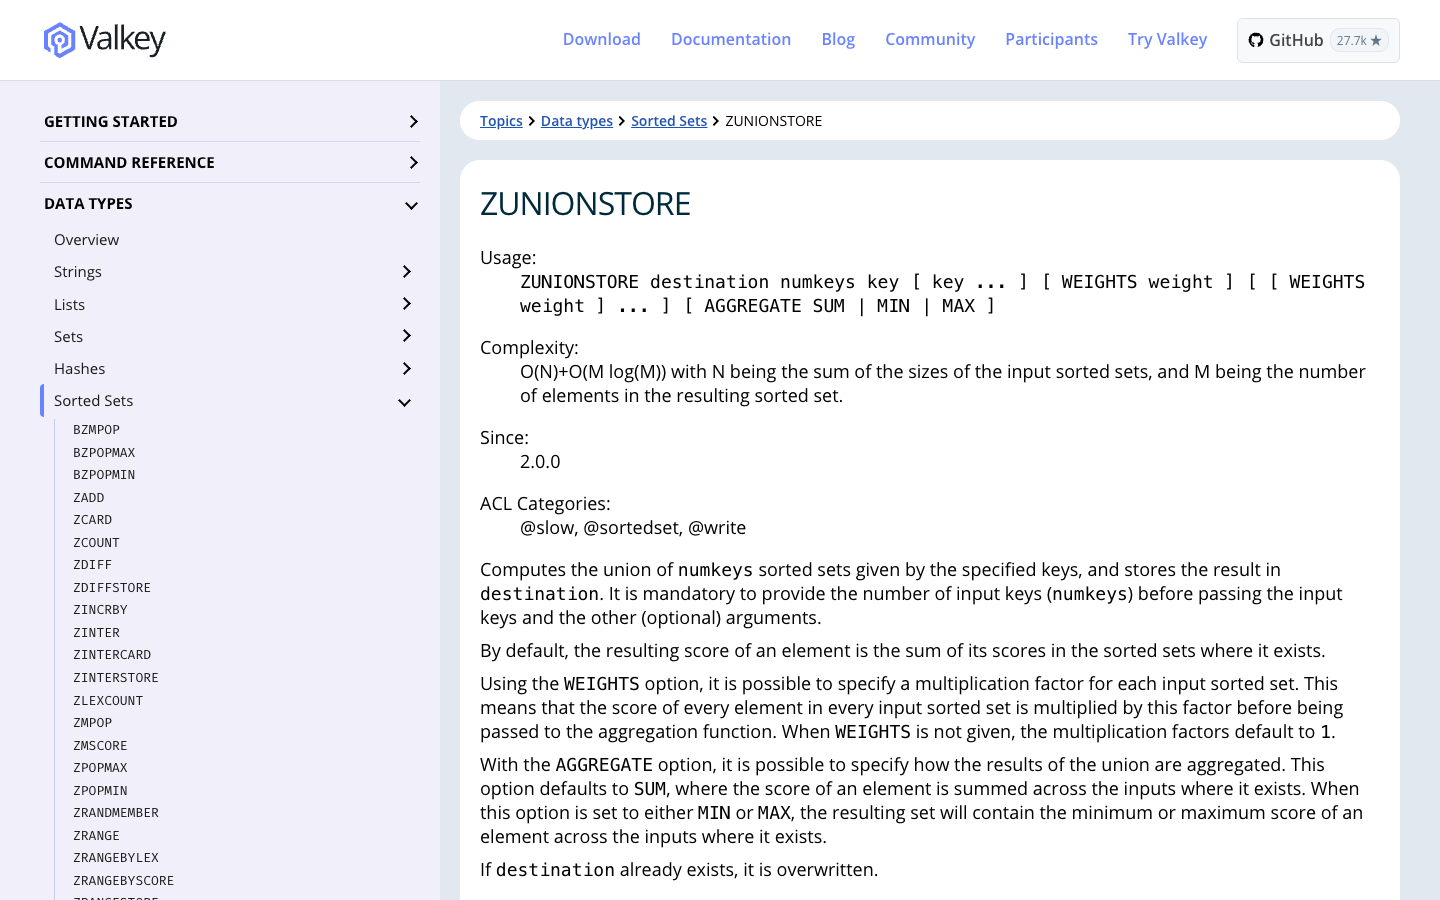 Valkey
Download
Documentation
Blog
Community
Participants
Try Valkey
GitHub 27.7k ★
GETTING STARTED
COMMAND REFERENCE
DATA TYPES
Overview
Strings
Lists
Sets
Hashes
Sorted Sets
BZMPOP
BZPOPMAX
BZPOPMIN
ZADD
ZCARD
ZCOUNT
ZDIFF
ZDIFFSTORE
ZINCRBY
ZINTER
ZINTERCARD
ZINTERSTORE
ZLEXCOUNT
ZMPOP
ZMSCORE
ZPOPMAX
ZPOPMIN
ZRANDMEMBER
ZRANGE
ZRANGEBYLEX
ZRANGEBYSCORE
ZRANGESTORE
Topics > Data types > Sorted Sets > ZUNIONSTORE
ZUNIONSTORE
Usage:
ZUNIONSTORE destination numkeys key [ key ... ] [ WEIGHTS weight ] [ [ WEIGHTS
weight ] ... ] [ AGGREGATE SUM | MIN | MAX ]
Complexity:
O(N)+O(M log(M)) with N being the sum of the sizes of the input sorted sets, and M being the number
of elements in the resulting sorted set.
Since:
2.0.0
ACL Categories:
@slow, @sortedset, @write
Computes the union of numkeys sorted sets given by the specified keys, and stores the result in
destination. It is mandatory to provide the number of input keys (numkeys) before passing the input
keys and the other (optional) arguments.
By default, the resulting score of an element is the sum of its scores in the sorted sets where it exists.
Using the WEIGHTS option, it is possible to specify a multiplication factor for each input sorted set. This
means that the score of every element in every input sorted set is multiplied by this factor before being
passed to the aggregation function. When WEIGHTS is not given, the multiplication factors default to 1.
With the AGGREGATE option, it is possible to specify how the results of the union are aggregated. This
option defaults to SUM, where the score of an element is summed across the inputs where it exists. When
this option is set to either MIN or MAX, the resulting set will contain the minimum or maximum score of an
element across the inputs where it exists.
If destination already exists, it is overwritten.